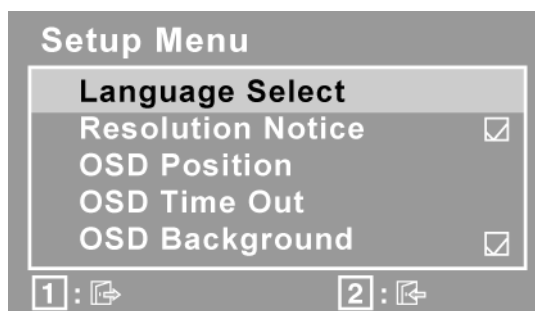 Setup Menu
Language Select
Resolution Notice
OSD Position
OSD Time Out
OSD Background
1 : 2 :